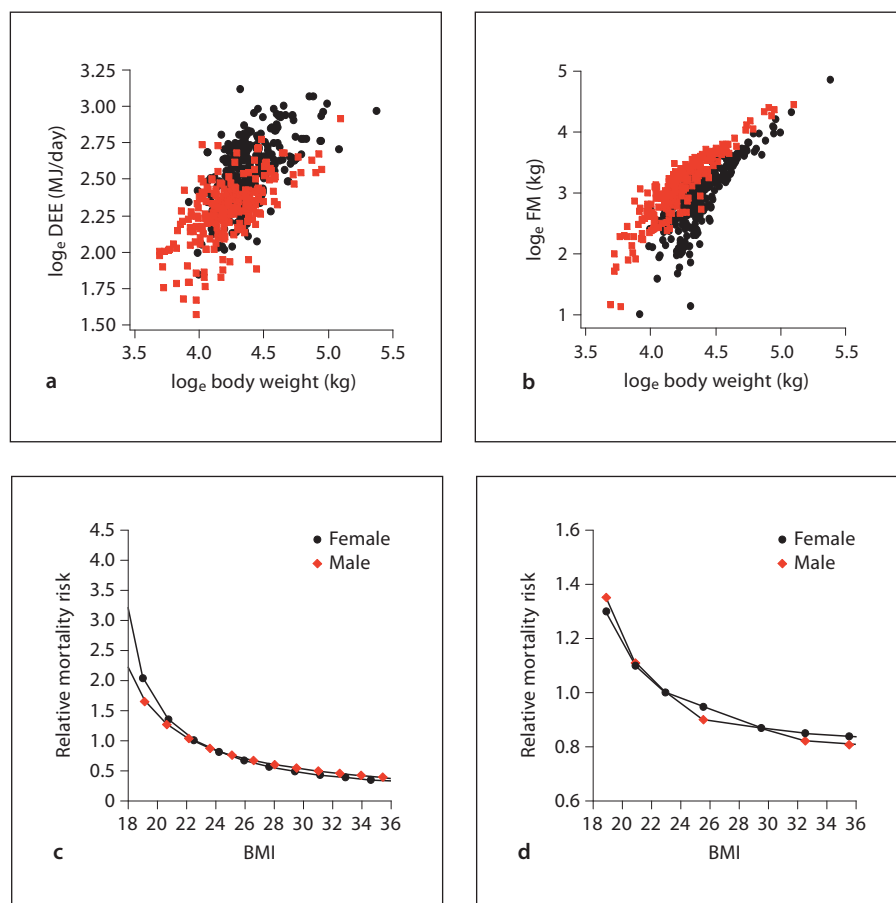 3.25
3.00
2.75
2.50
2.25
2.00
1.75
1.50
logₑ DEE (MJ/day)
3.5 4.0 4.5 5.0 5.5
a logₑ body weight (kg)
5
4
3
2
1
logₑ FM (kg)
3.5 4.0 4.5 5.0 5.5
b logₑ body weight (kg)
4.5
4.0
3.5
3.0
2.5
2.0
1.5
1.0
0.5
0
Relative mortality risk
Female
Male
18 20 22 24 26 28 30 32 34 36
c BMI
1.6
1.4
1.2
1.0
0.8
0.6
Relative mortality risk
Female
Male
18 20 22 24 26 28 30 32 34 36
d BMI